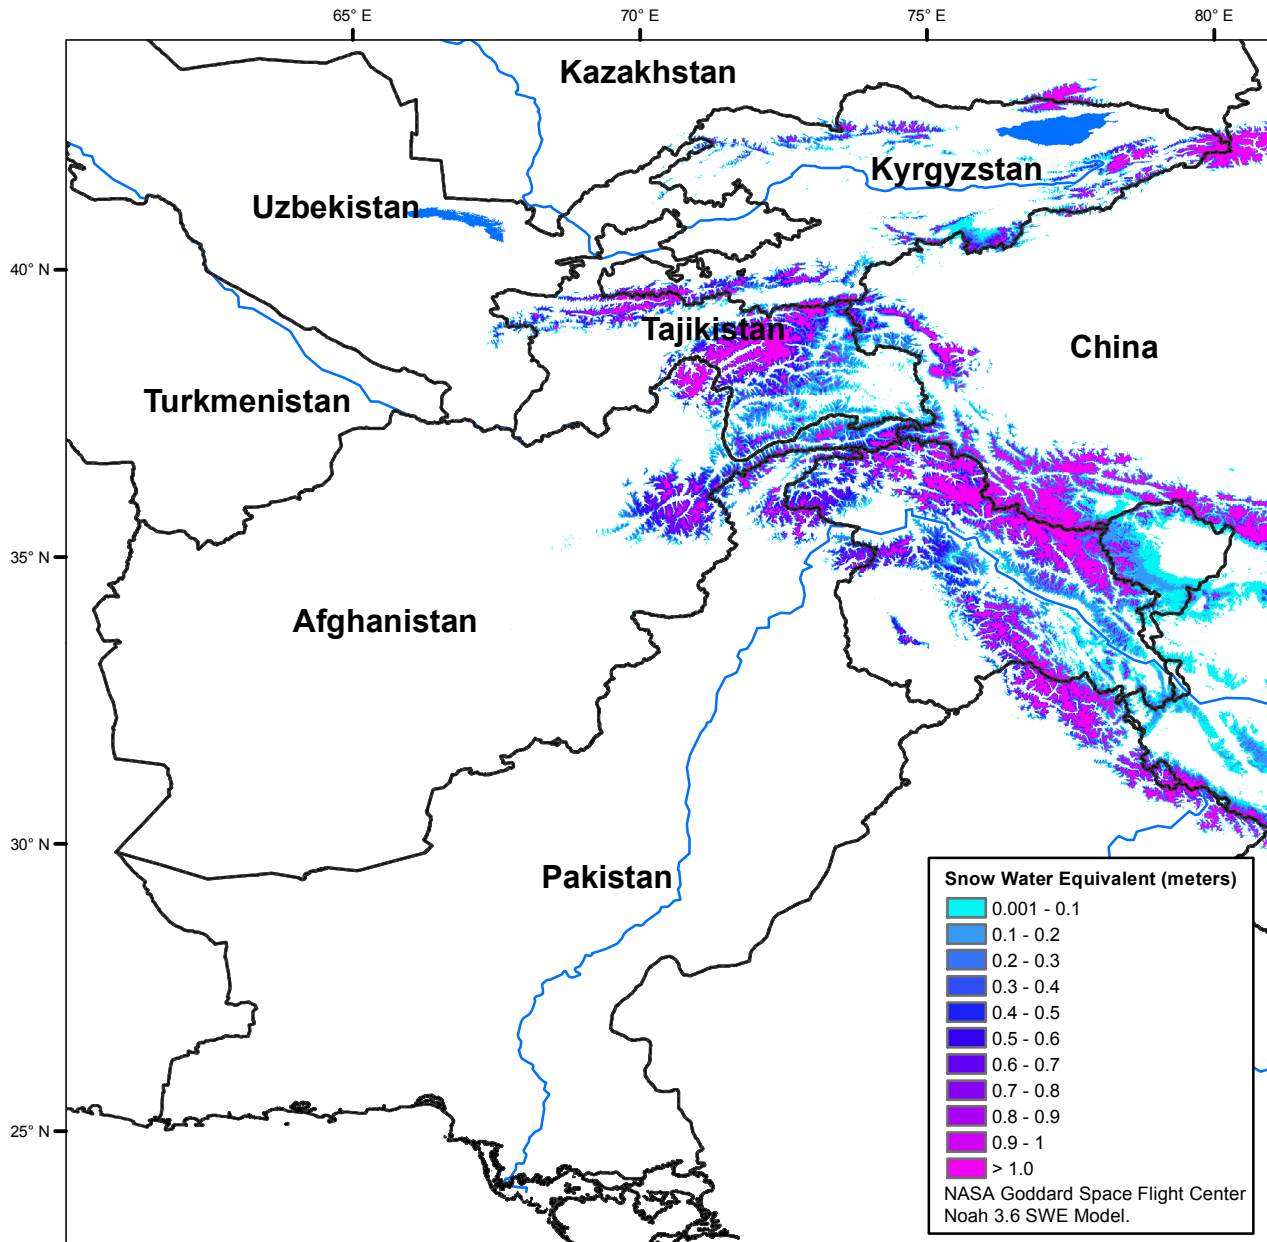 65° E
70° E
75° E
80° E
Kazakhstan
Kyrgyzstan
Uzbekistan
40° N
Tajikistan
China
Turkmenistan
35° N
Afghanistan
30° N
Pakistan
25° N
Snow Water Equivalent (meters)
0.001 - 0.1
0.1 - 0.2
0.2 - 0.3
0.3 - 0.4
0.4 - 0.5
0.5 - 0.6
0.6 - 0.7
0.7 - 0.8
0.8 - 0.9
0.9 - 1
> 1.0
NASA Goddard Space Flight Center
Noah 3.6 SWE Model.